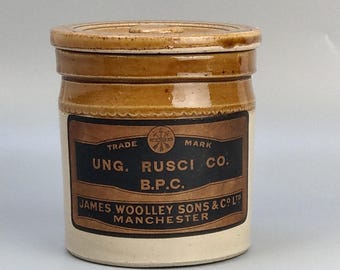 TRADE MARK
UNG. RUSCI CO.
B.P.C.
JAMES WOOLLEY SONS & Co LTD
MANCHESTER